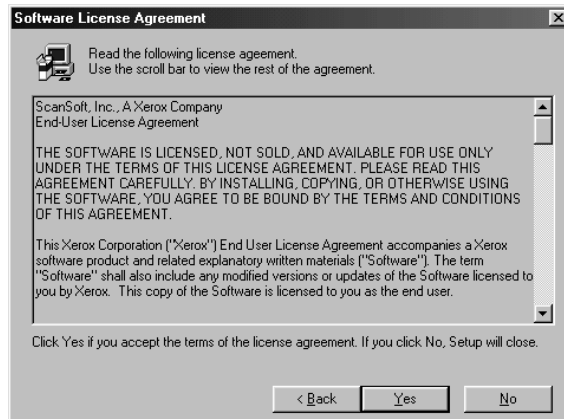 Software License Agreement
Read the following license ageement.
Use the scroll bar to view the rest of the agreement.
ScanSoft, Inc., A Xerox Company
End-User License Agreement
THE SOFTWARE IS LICENSED, NOT SOLD, AND AVAILABLE FOR USE ONLY
UNDER THE TERMS OF THIS LICENSE AGREEMENT. PLEASE READ THIS
AGREEMENT CAREFULLY. BY INSTALLING, COPYING, OR OTHERWISE USING
THE SOFTWARE, YOU AGREE TO BE BOUND BY THE TERMS AND CONDITIONS
OF THIS AGREEMENT.
This Xerox Corporation ("Xerox") End User License Agreement accompanies a Xerox
software product and related explanatory written materials ("Software"). The term
"Software" shall also include any modified versions or updates of the Software licensed to
you by Xerox. This copy of the Software is licensed to you as the end user.
Click Yes if you accept the terms of the license agreement. If you click No, Setup will close.
< Back
Yes
No